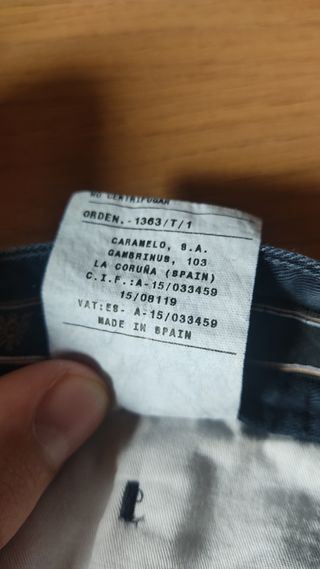 NO CENTRIFUGAR
ORDEN.-1363/T/1
CARAMELO, S.A.
GAMBRINUS, 103
LA CORUÑA (SPAIN)
C.I.F.:A-15/033459
15/08119
VAT:ES- A-15/033459
MADE IN SPAIN